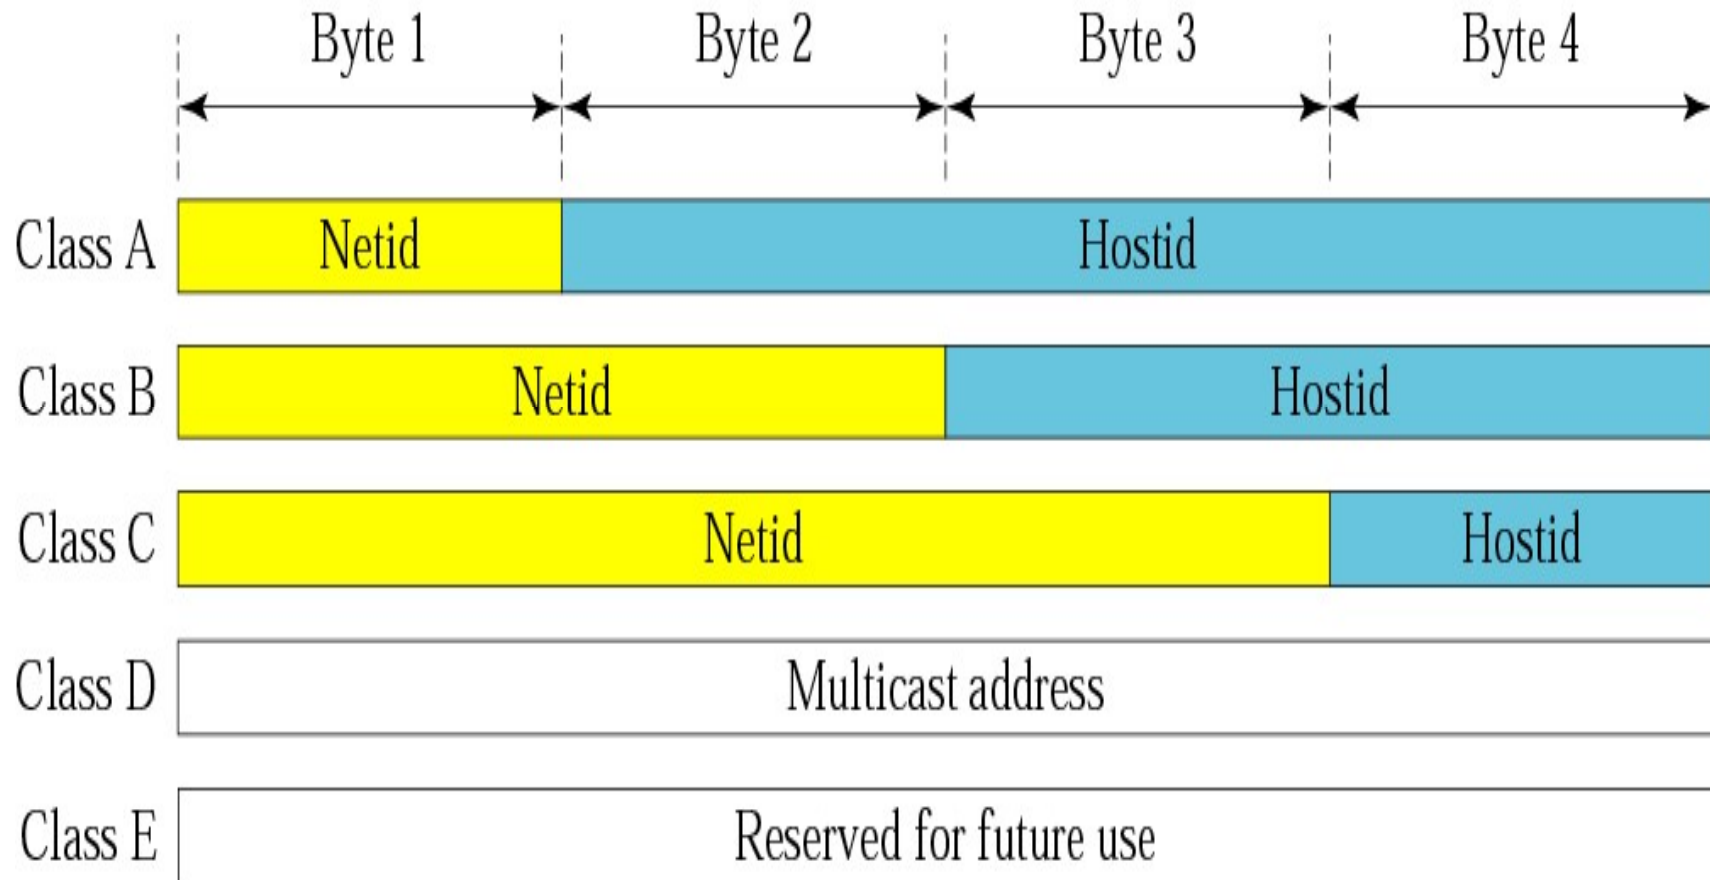 Byte 1 Byte 2 Byte 3 Byte 4
Class A Netid Hostid
Class B Netid Hostid
Class C Netid Hostid
Class D Multicast address
Class E Reserved for future use